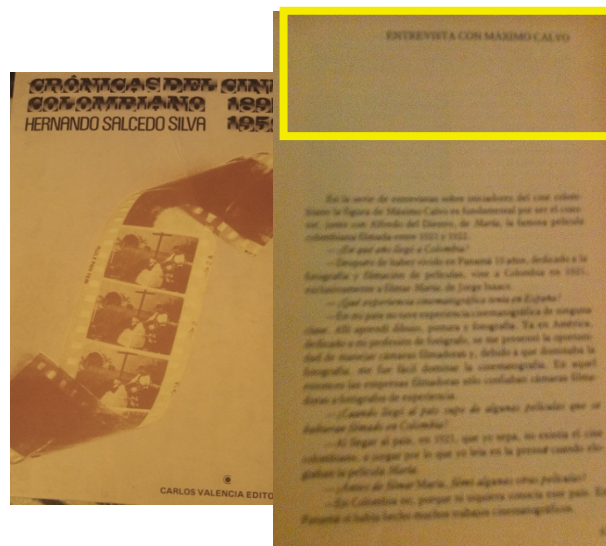 CRÓNICAS DEL CINE
COLOMBIANO 189
HERNANDO SALCEDO SILVA 195
CARLOS VALENCIA EDITO
ENTREVISTA CON MÁXIMO CALVO
En la serie de entrevistas sobre iniciadores del cine colom-
biano la figura de Máximo Calvo es fundamental por ser el
tor, junto con Alfredo del Diestro, de María, la famosa película
colombiana filmada entre 1921 y 1922.
—¿En qué año llegó a Colombia?
—Después de haber vivido en Panamá 10 años, dedicado a la
fotografía y filmación de películas, vine a Colombia en 1921,
exclusivamente a filmar María, de Jorge Isaacs.
—¿Qué experiencia cinematográfica tenía en España?
—En mi país no tuve experiencia cinematográfica de ninguna
clase. Allí aprendí dibujo, pintura y fotografía. Ya en América,
dedicado a mi profesión de fotógrafo, se me presentó la oportuni-
dad de manejar cámaras filmadoras y, debido a que dominaba la
fotografía, me fue fácil dominar la cinematografía. En aquel
entonces las empresas filmadoras sólo confiaban cámaras filma-
doras a fotógrafos de experiencia.
—¿Cuando llegó al país supo de algunas películas que se
hubieran filmado en Colombia?
—Al llegar al país, en 1921, que yo sepa, no existía el cine
colombiano, a juzgar por lo que yo leía en la prensa cuando elo-
giaban la película María.
—¿Antes de filmar María, filmó algunas otras películas?
—En Colombia no, porque ni siquiera conocía este país. En
Panamá sí había hecho muchos trabajos cinematográficos.